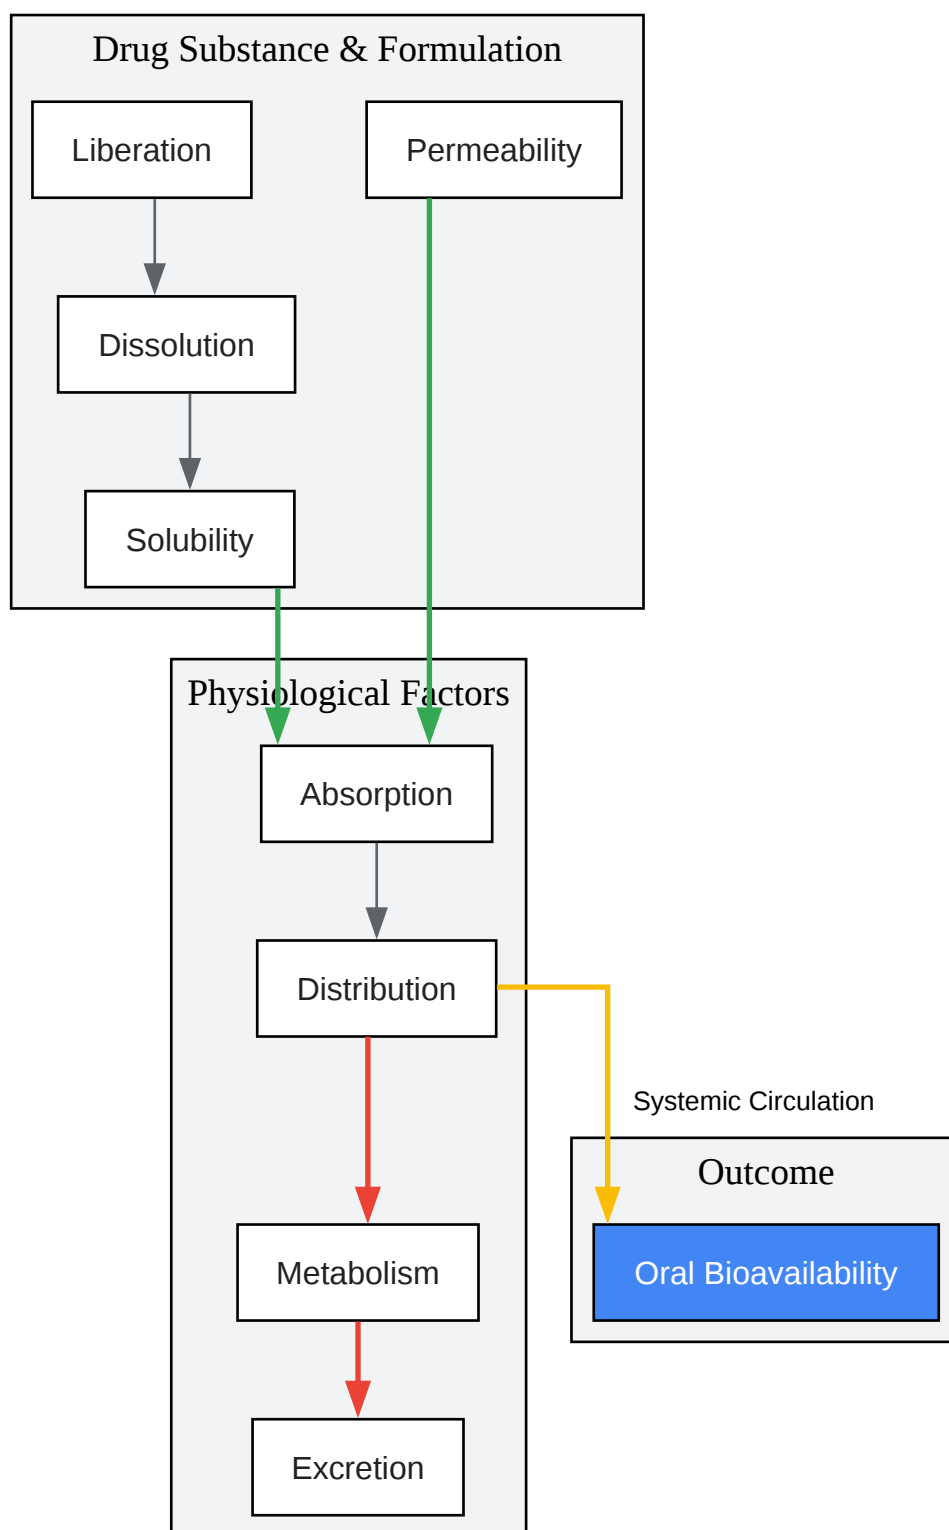 Drug Substance & Formulation
Liberation
Permeability
Dissolution
Solubility
Physiological Factors
Absorption
Distribution
Systemic Circulation
Outcome
Metabolism
Oral Bioavailability
Excretion